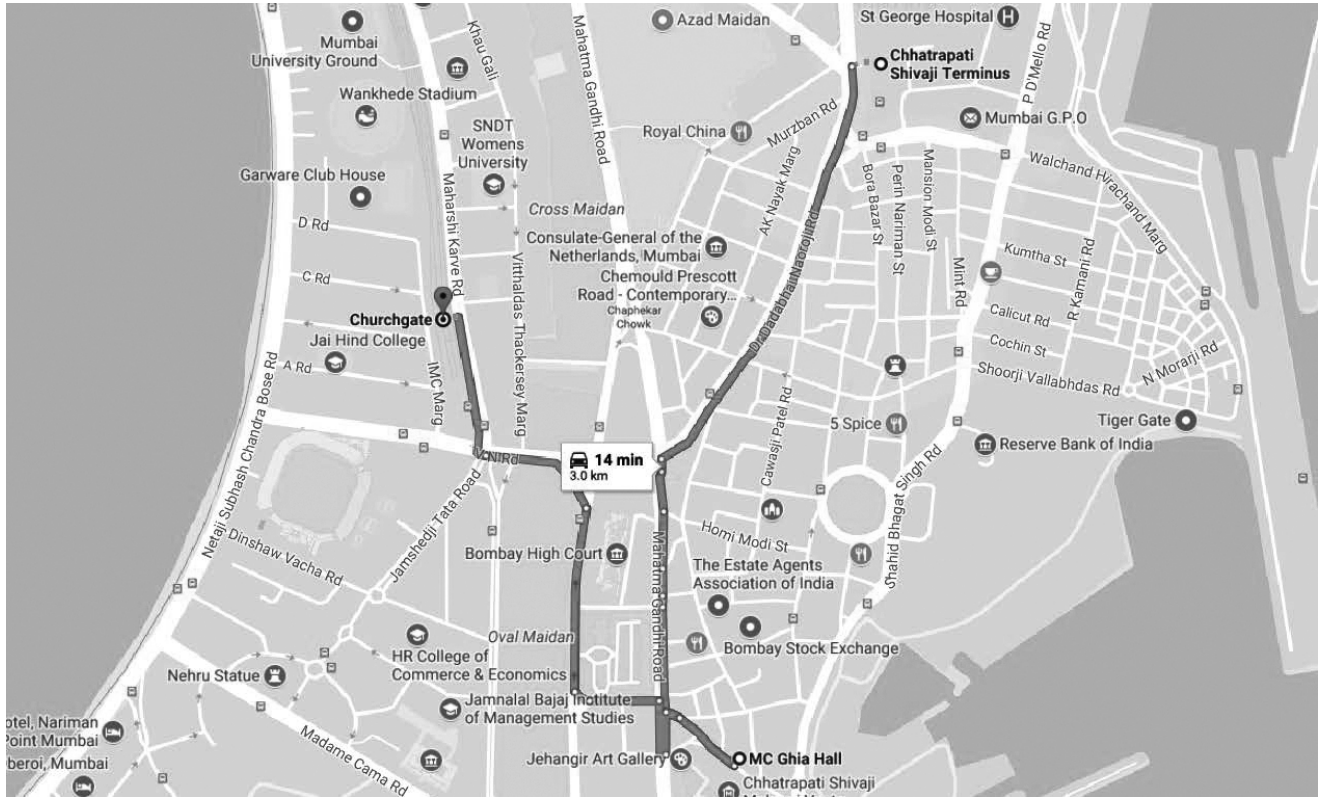 Azad Maidan
St George Hospital
Mumbai
University Ground
Khau Gali
Mahatma Gandhi Road
P D'Mello Rd
Chhatrapati
Shivaji Terminus
Wankhede Stadium
SNDT
Womens
University
Royal China
Murzban Rd
Mumbai G.P.O
Walchand Hirachand Marg
Garware Club House
Maharshi Karve Rd
AK Nayak Marg
Bora Bazar St
Perin Nariman St
Mansion Modi St
D Rd
Cross Maidan
Consulate-General of the
Netherlands, Mumbai
Dr Dadabhai Naoroji Rd
Kumtha St
R Kamani Rd
C Rd
Vitthaldas Thackersey Marg
Chemould Prescott
Road - Contemporary...
Mint Rd
Chaphekar
Chowk
Churchgate
Calicut Rd
Jai Hind College
Cochin St
N Morarji Rd
A Rd
IMC Marg
Shoorji Vallabhdas Rd
Netaji Subhash Chandra Bose Rd
Cawasji Patel Rd
5 Spice
Tiger Gate
Reserve Bank of India
V N Rd
14 min
3.0 km
Jamshedji Tata Road
Shahid Bhagat Singh Rd
Dinshaw Vacha Rd
Bombay High Court
Mahatma Gandhi Road
Homi Modi St
The Estate Agents
Association of India
Oval Maidan
HR College of
Commerce & Economics
Bombay Stock Exchange
Nehru Statue
Jamnalal Bajaj Institute
of Management Studies
otel, Nariman
Point Mumbai
beroi, Mumbai
Madame Cama Rd
Jehangir Art Gallery
MC Ghia Hall
Chhatrapati Shivaji